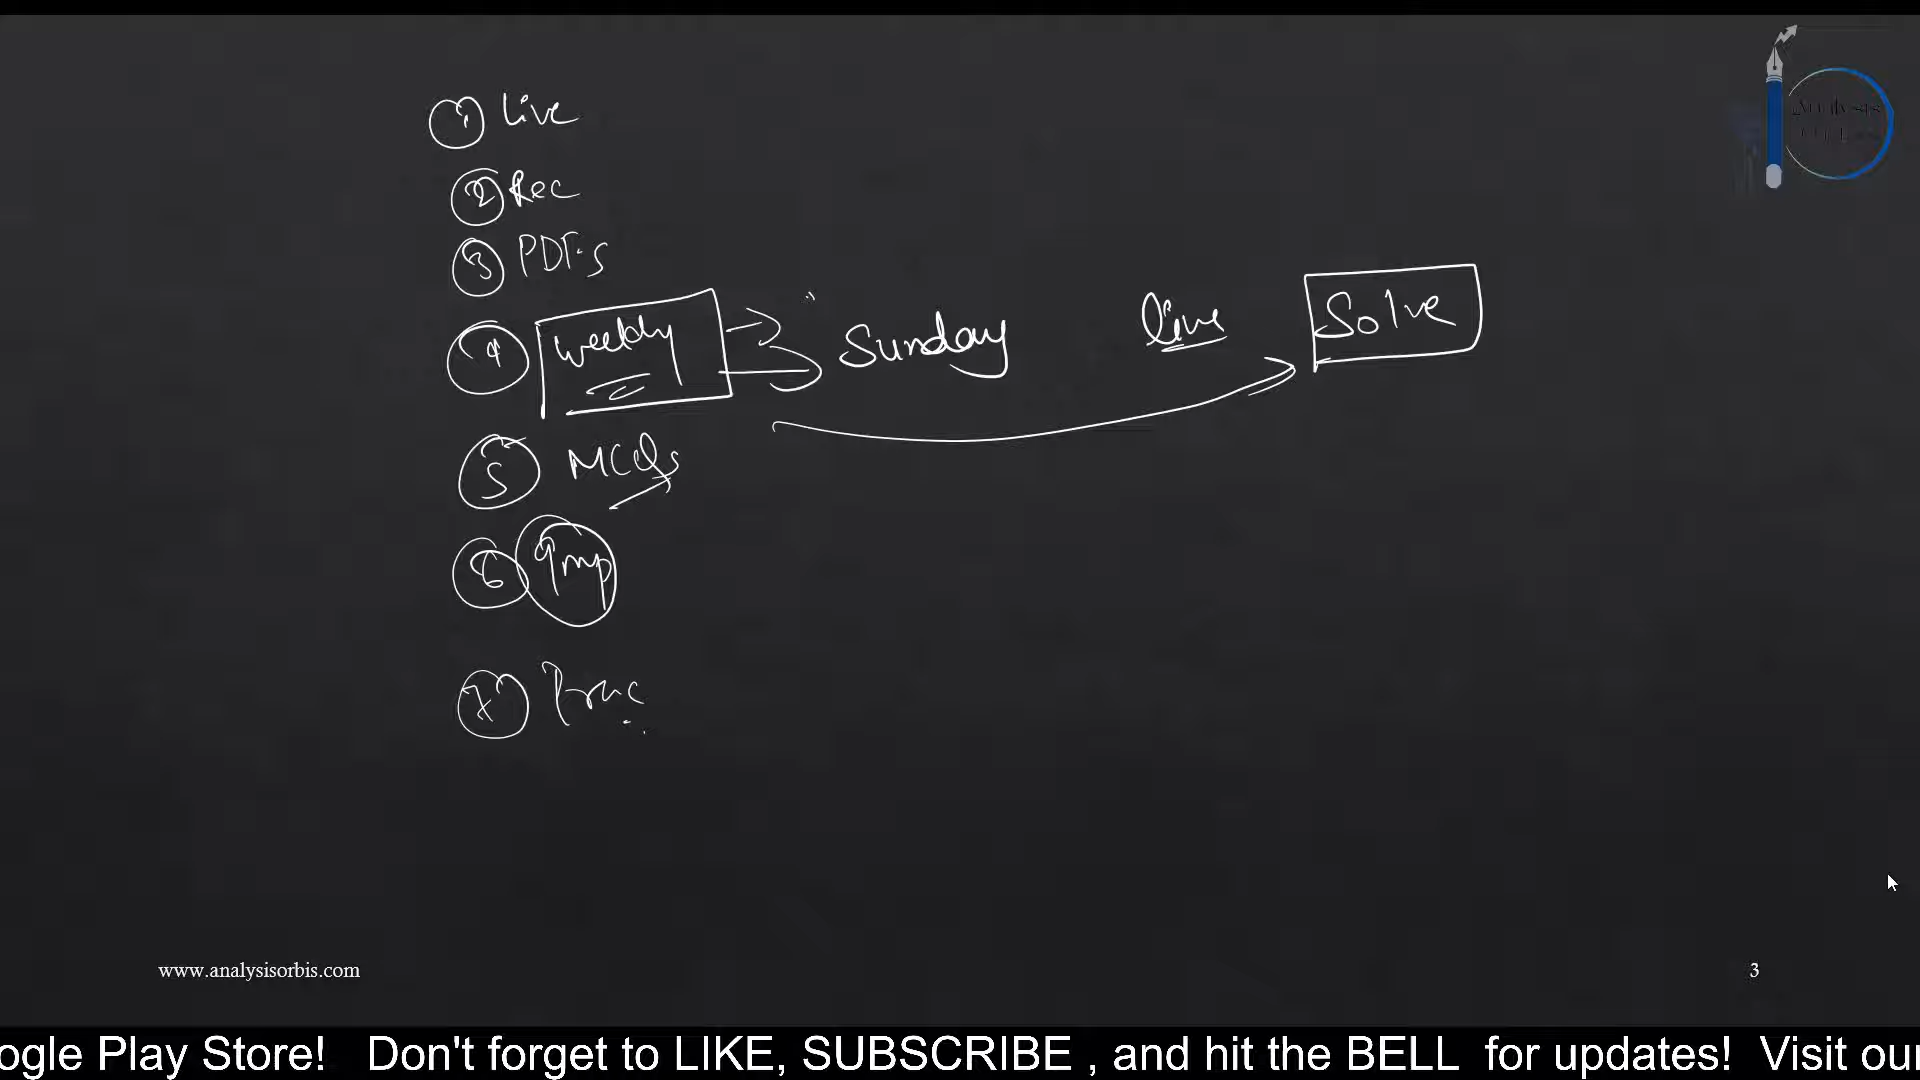 1 Live
2 Rec
3 PDFs
4 weekly Sunday live Solve
5 MCQs
6 Imp
7 Prac
Analysis
www.analysisorbis.com
3
ogle Play Store! Don't forget to LIKE, SUBSCRIBE , and hit the BELL for updates! Visit our